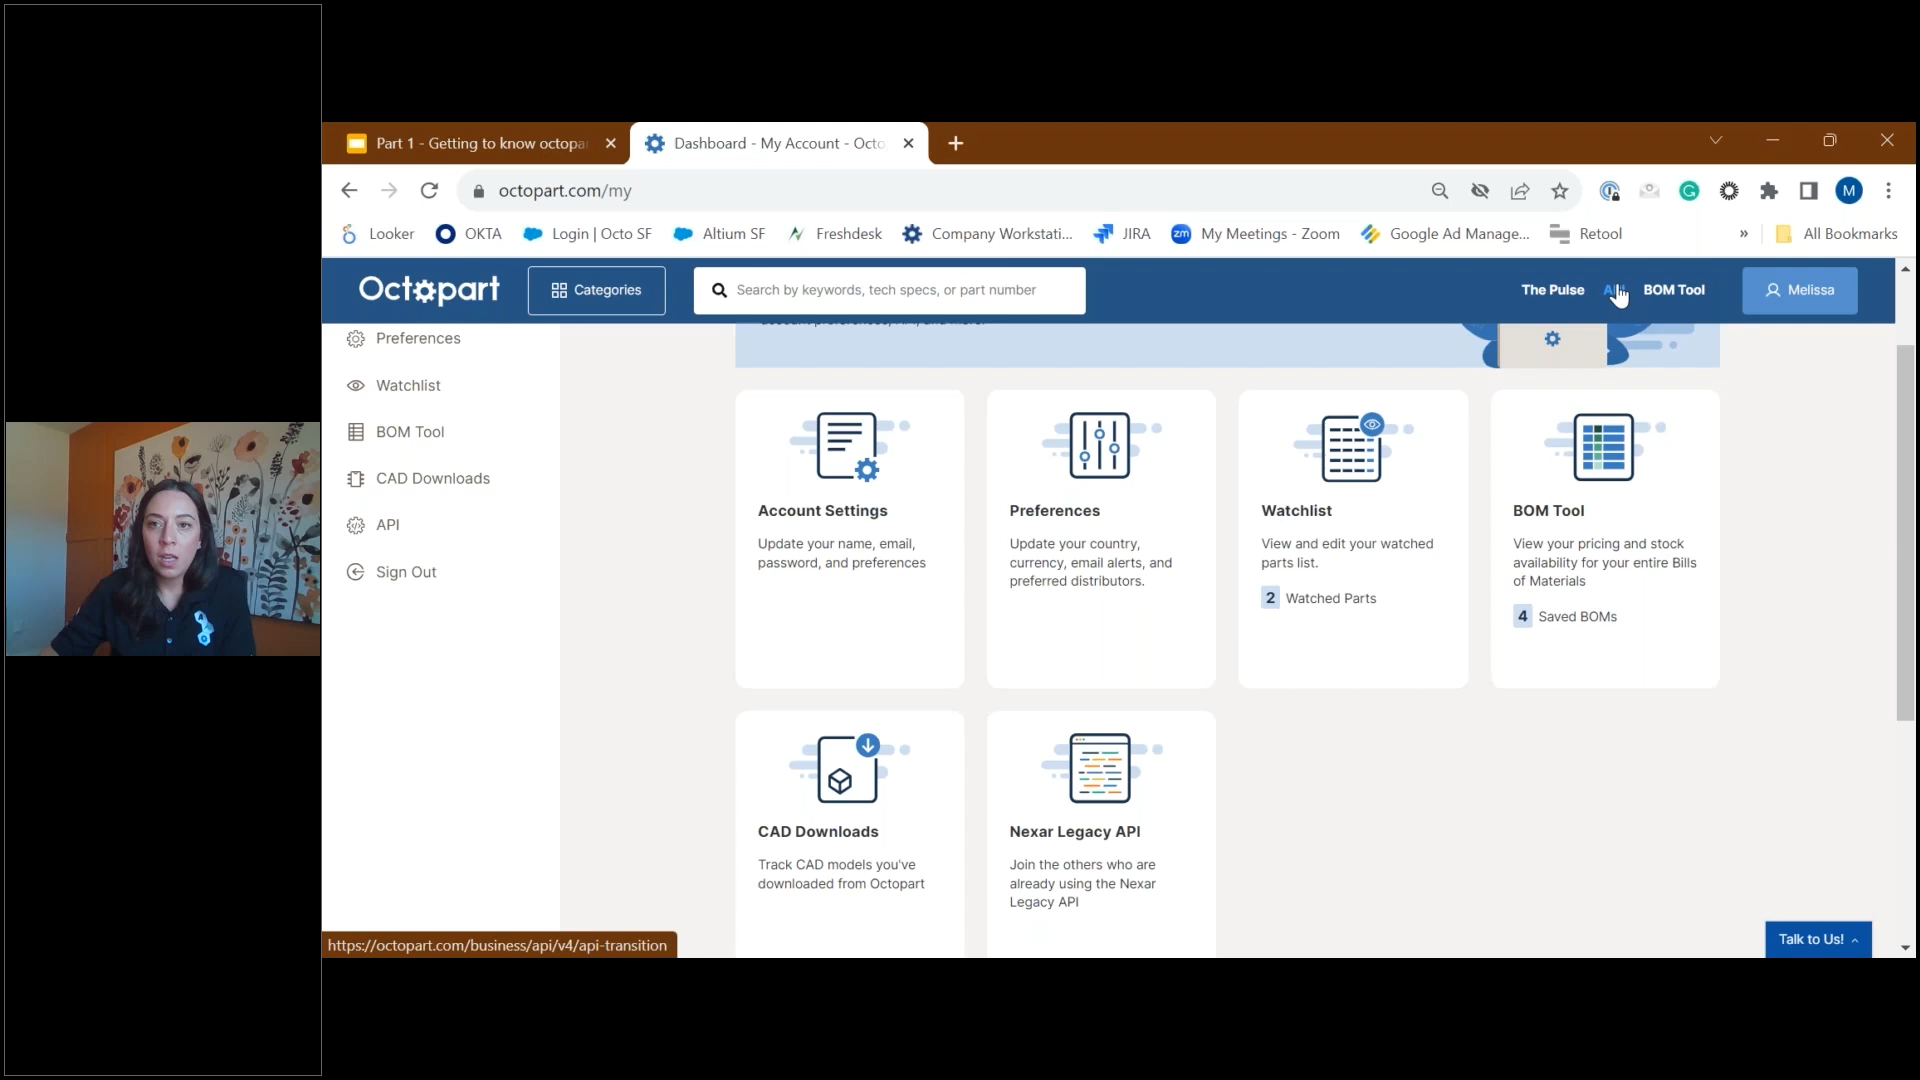 Part 1 - Getting to know octopa
Dashboard - My Account - Octo
octopart.com/my
M
Looker
OKTA
Login | Octo SF
Altium SF
Freshdesk
Company Workstati...
JIRA
zm
My Meetings - Zoom
Google Ad Manage...
Retool
»
All Bookmarks
Octopart
Categories
Search by keywords, tech specs, or part number
The Pulse
BOM Tool
Melissa
Preferences
Watchlist
BOM Tool
CAD Downloads
API
Sign Out
Account Settings
Update your name, email,
password, and preferences
Preferences
Update your country,
currency, email alerts, and
preferred distributors.
Watchlist
View and edit your watched
parts list.
2 Watched Parts
BOM Tool
View your pricing and stock
availability for your entire Bills
of Materials
4 Saved BOMs
CAD Downloads
Track CAD models you've
downloaded from Octopart
Nexar Legacy API
Join the others who are
already using the Nexar
Legacy API
https://octopart.com/business/api/v4/api-transition
Talk to Us!